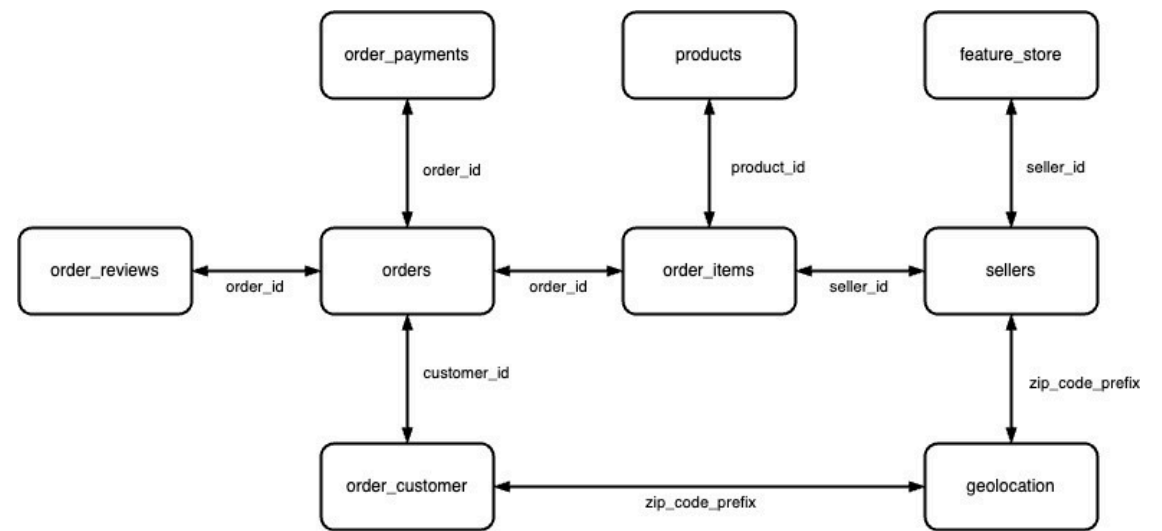 order_payments
products
feature_store
order_id
product_id
seller_id
order_reviews
orders
order_items
sellers
order_id
order_id
seller_id
customer_id
zip_code_prefix
order_customer
geolocation
zip_code_prefix